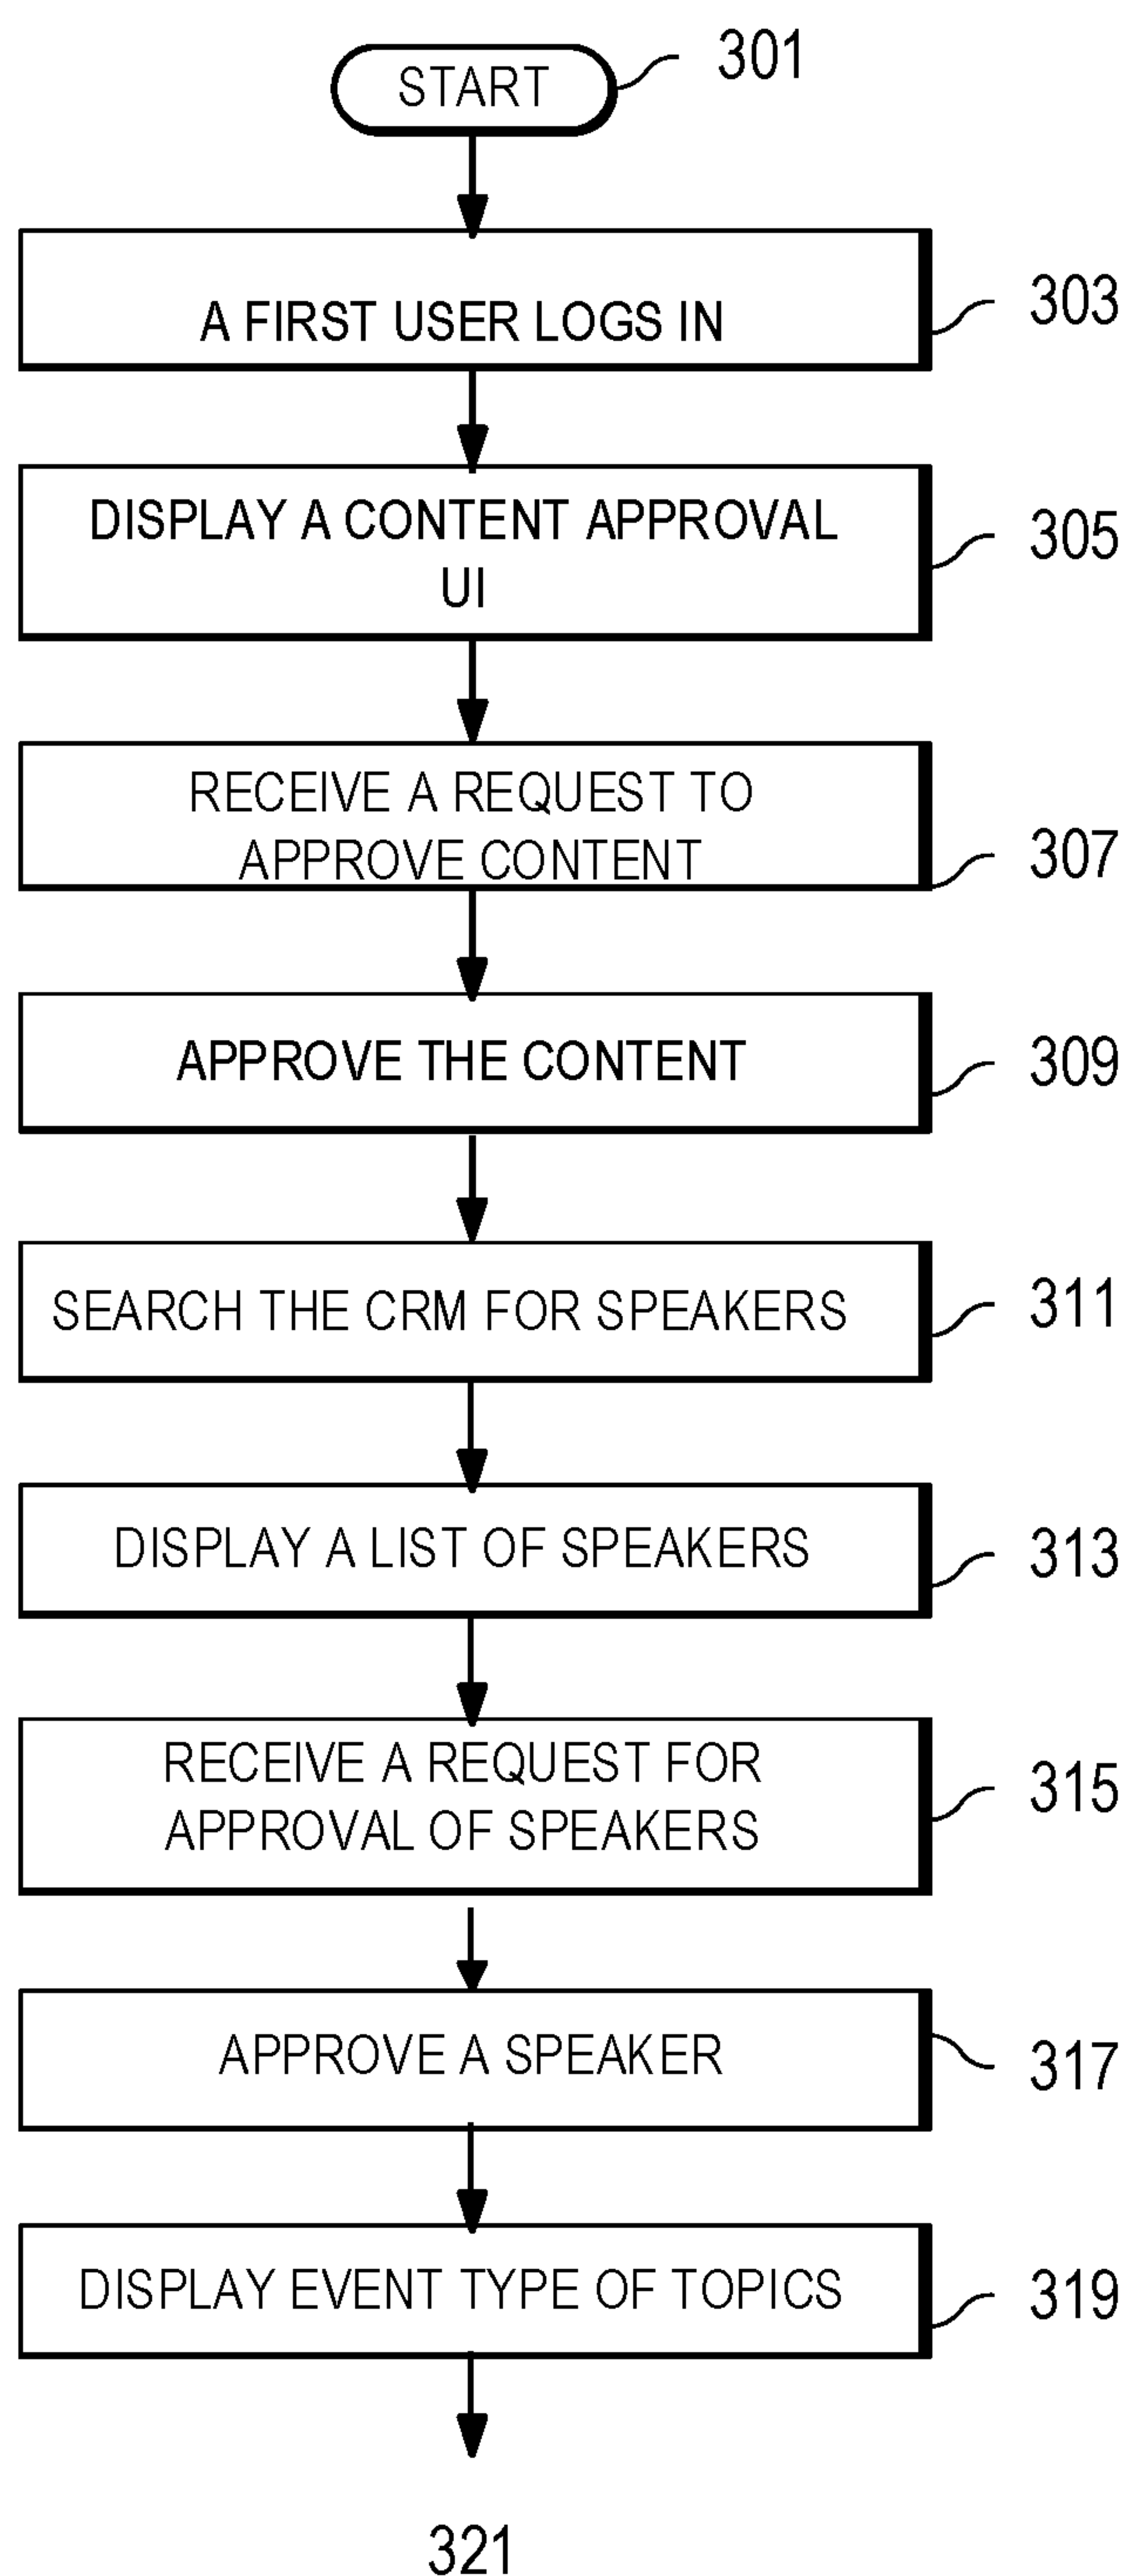 START
301
A FIRST USER LOGS IN
303
DISPLAY A CONTENT APPROVAL
UI
305
RECEIVE A REQUEST TO
APPROVE CONTENT
307
APPROVE THE CONTENT
309
SEARCH THE CRM FOR SPEAKERS
311
DISPLAY A LIST OF SPEAKERS
313
RECEIVE A REQUEST FOR
APPROVAL OF SPEAKERS
315
APPROVE A SPEAKER
317
DISPLAY EVENT TYPE OF TOPICS
319
321